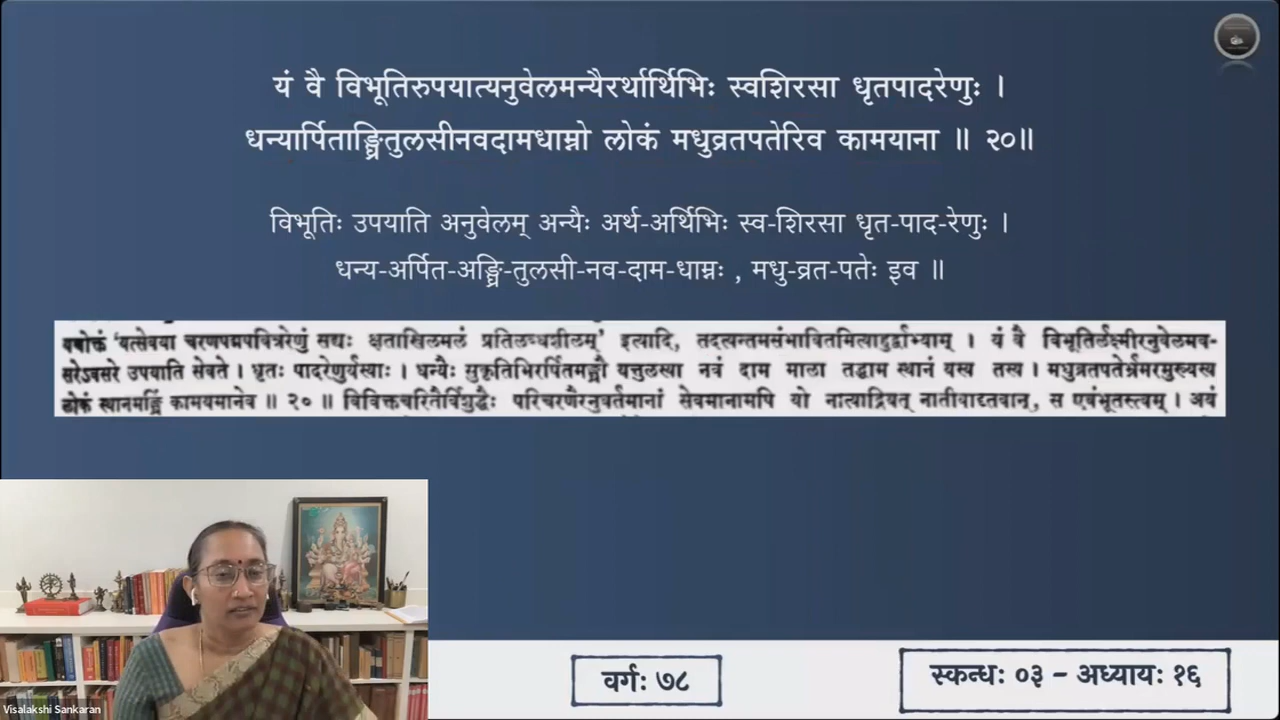 यं वै विभूतिरुपयात्यनुवेलमन्यैरर्थार्थिभिः स्वशिरसा धृतपादरेणुः ।
धन्यार्पिताङ्घ्रितुलसीनवदामधाम्नो लोकं मधुव्रतपतेरिव कामयाना ॥ २०॥
विभूतिः उपयाति अनुवेलम् अन्यैः अर्थ-अर्थिभिः स्व-शिरसा धृत-पाद-रेणुः ।
धन्य-अर्पित-अङ्घ्रि-तुलसी-नव-दाम-धाम्नः , मधु-व्रत-पतेः इव ॥
यच्चोक्तं 'यत्सेवया चरणपद्मपवित्ररेणुं सद्यः क्षताखिलमलं प्रतिलब्धशीलम्' इत्यादि, तदत्यन्तमसंभावितमित्याहुर्द्वाभ्याम् । यं वै विभूतिर्लक्ष्मीरनुवेलमव-
सरेऽवसरे उपयाति सेवते । धृतः पादरेणुर्यस्याः । धन्यैः सुकृतिभिरर्पितमङ्घ्रौ यत्तुलस्या नवं दाम माला तद्धाम स्थानं यस्य तस्य । मधुव्रतपतेर्भ्रमरमुख्यस्य
लोकं स्थानमङ्घ्रिं कामयमानेव ॥ २० ॥ विविक्तचरितैर्विशुद्धैः परिचरणैरनुवर्तमानां सेवमानामपि यो नात्याद्रियत् नातीवादृतवान्, स एवंभूतस्त्वम् । अयं
Visalakshi Sankaran
वर्गः ७८
स्कन्धः ०३ – अध्यायः १६